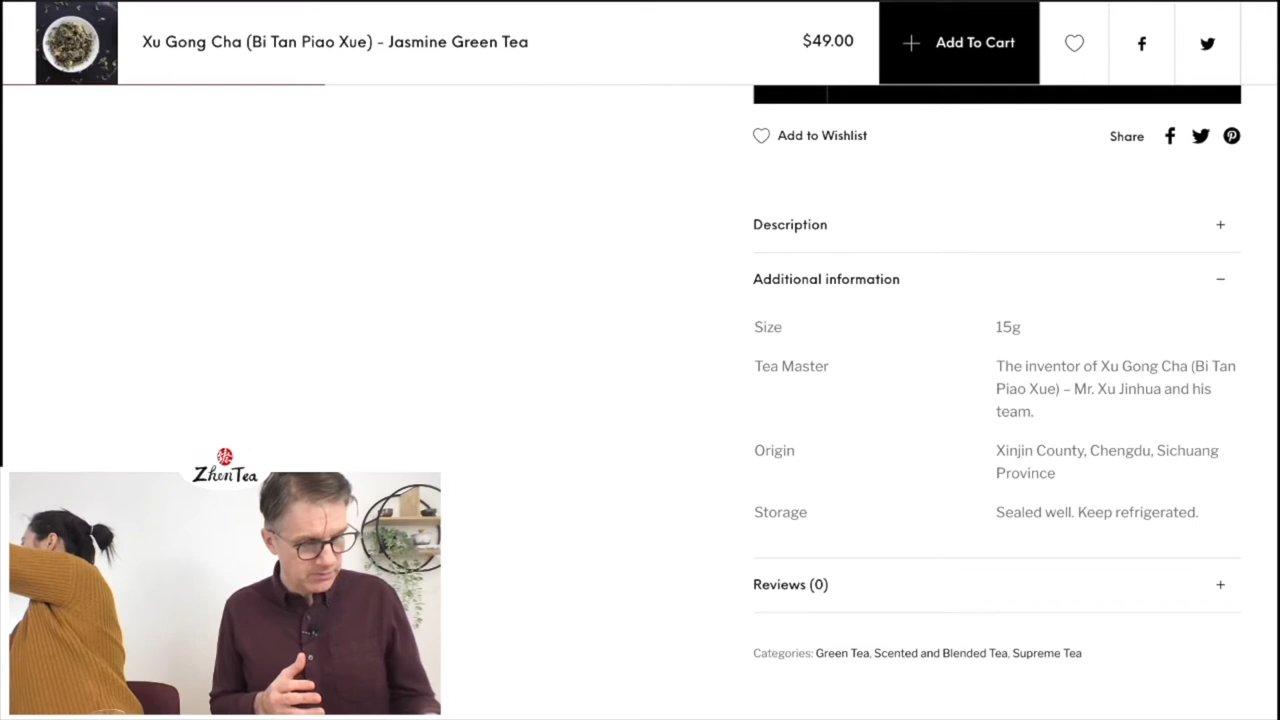 Xu Gong Cha (Bi Tan Piao Xue) - Jasmine Green Tea
$49.00
Add To Cart
Add to Wishlist
Share
Description
Additional information
Size
15g
Tea Master
The inventor of Xu Gong Cha (Bi Tan
Piao Xue) – Mr. Xu Jinhua and his
team.
Origin
Xinjin County, Chengdu, Sichuan
Province
Storage
Sealed well. Keep refrigerated.
Reviews (0)
Categories: Green Tea, Scented and Blended Tea, Supreme Tea
ZhenTea